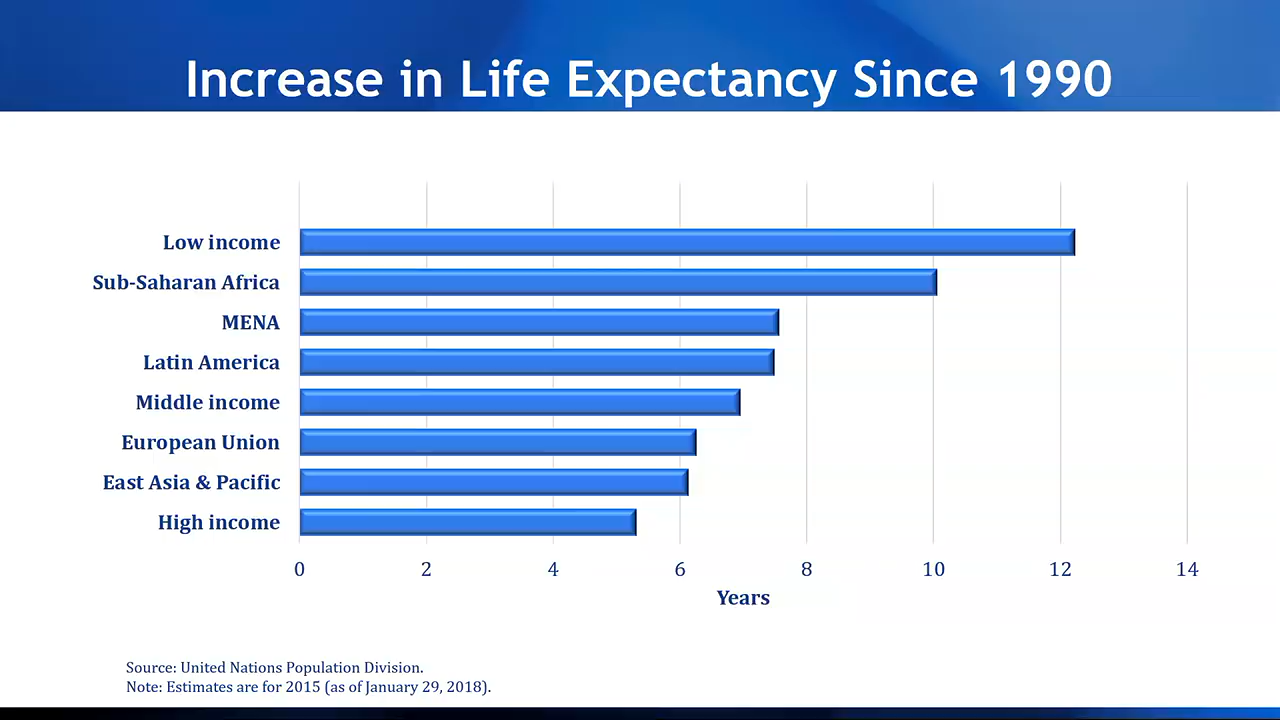 Increase in Life Expectancy Since 1990
Low income
Sub-Saharan Africa
MENA
Latin America
Middle income
European Union
East Asia & Pacific
High income
0 2 4 6 8 10 12 14
Years
Source: United Nations Population Division.
Note: Estimates are for 2015 (as of January 29, 2018).